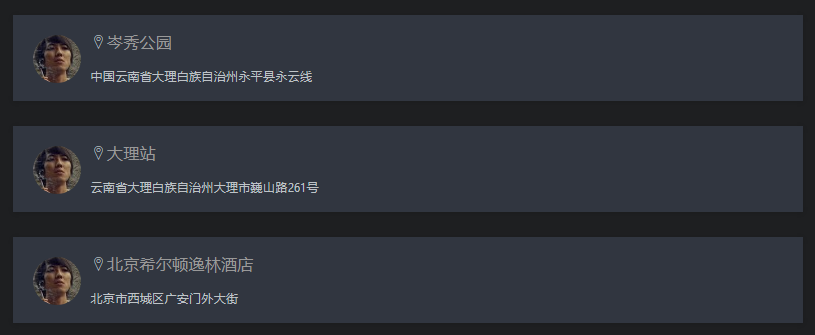 岑秀公园
中国云南省大理白族自治州永平县永云线
大理站
云南省大理白族自治州大理市巍山路261号
北京希尔顿逸林酒店
北京市西城区广安门外大街